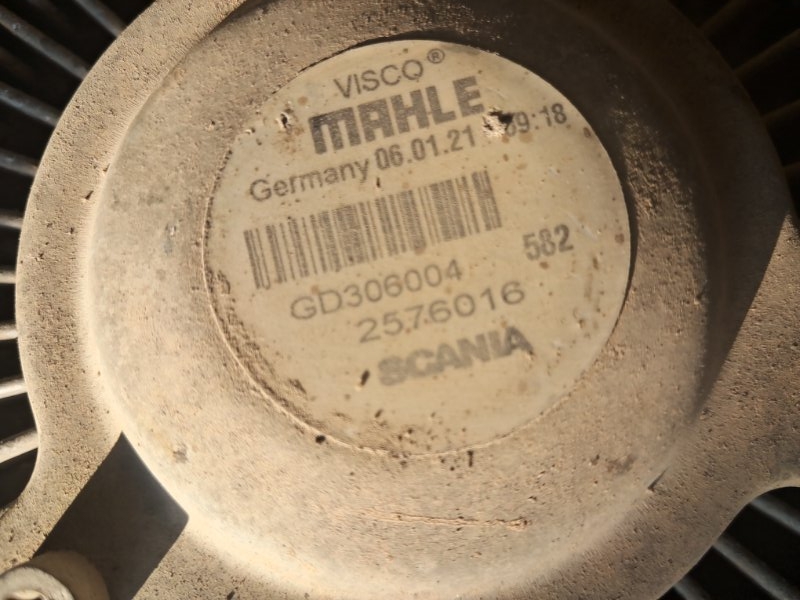 VISCO®
MAHLE
Germany 06.01.21 09:18
582
GD306004
2576016
SCANIA